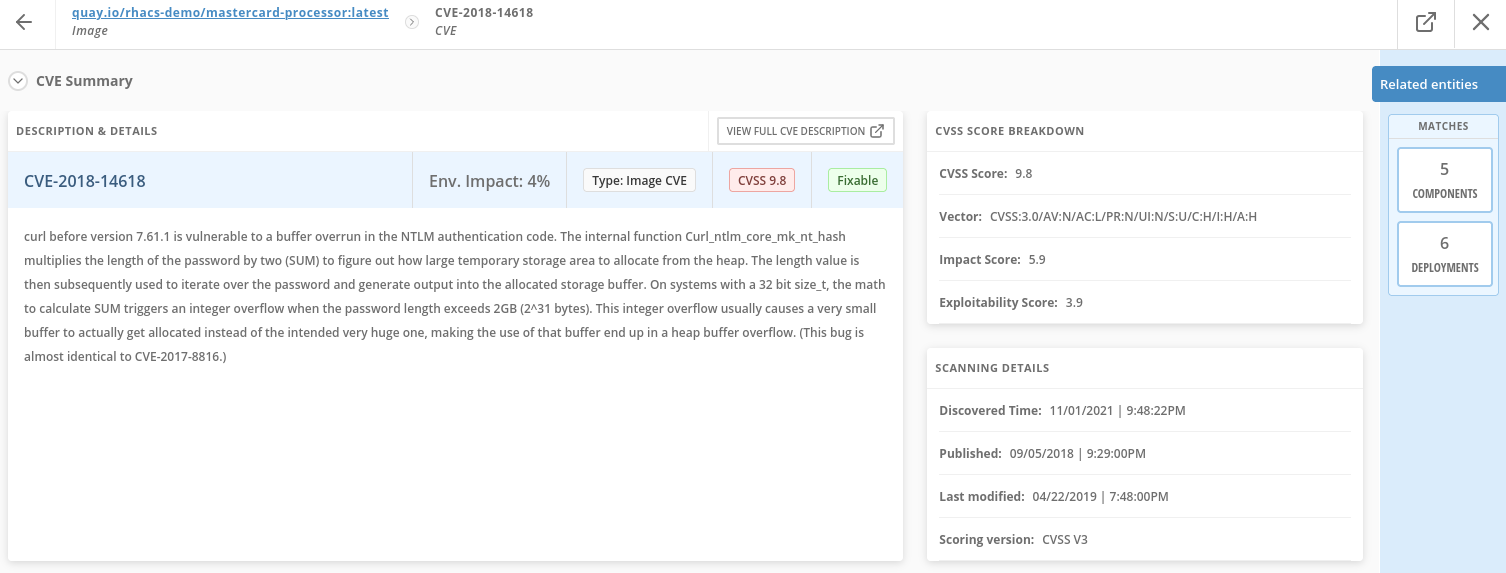 quay.io/rhacs-demo/mastercard-processor:latest
Image
CVE-2018-14618
CVE
CVE Summary
Related entities
DESCRIPTION & DETAILS
VIEW FULL CVE DESCRIPTION
CVE-2018-14618
Env. Impact: 4%
Type: Image CVE
CVSS 9.8
Fixable
curl before version 7.61.1 is vulnerable to a buffer overrun in the NTLM authentication code. The internal function Curl_ntlm_core_mk_nt_hash
multiplies the length of the password by two (SUM) to figure out how large temporary storage area to allocate from the heap. The length value is
then subsequently used to iterate over the password and generate output into the allocated storage buffer. On systems with a 32 bit size_t, the math
to calculate SUM triggers an integer overflow when the password length exceeds 2GB (2^31 bytes). This integer overflow usually causes a very small
buffer to actually get allocated instead of the intended very huge one, making the use of that buffer end up in a heap buffer overflow. (This bug is
almost identical to CVE-2017-8816.)
CVSS SCORE BREAKDOWN
CVSS Score: 9.8
Vector: CVSS:3.0/AV:N/AC:L/PR:N/UI:N/S:U/C:H/I:H/A:H
Impact Score: 5.9
Exploitability Score: 3.9
SCANNING DETAILS
Discovered Time: 11/01/2021 | 9:48:22PM
Published: 09/05/2018 | 9:29:00PM
Last modified: 04/22/2019 | 7:48:00PM
Scoring version: CVSS V3
MATCHES
5
COMPONENTS
6
DEPLOYMENTS